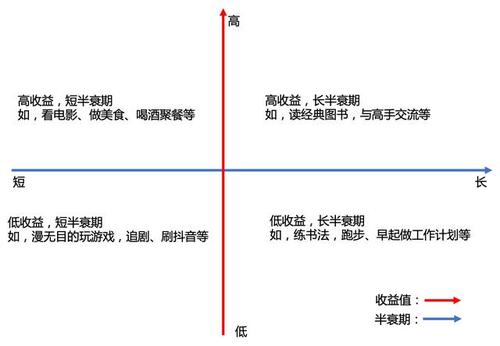 高
高收益，短半衰期
如，看电影、做美食、喝酒聚餐等
高收益，长半衰期
如，读经典图书，与高手交流等
短
长
低收益，短半衰期
如，漫无目的玩游戏，追剧、刷抖音等
低收益，长半衰期
如，练书法，跑步、早起做工作计划等
收益值：
半衰期：
低